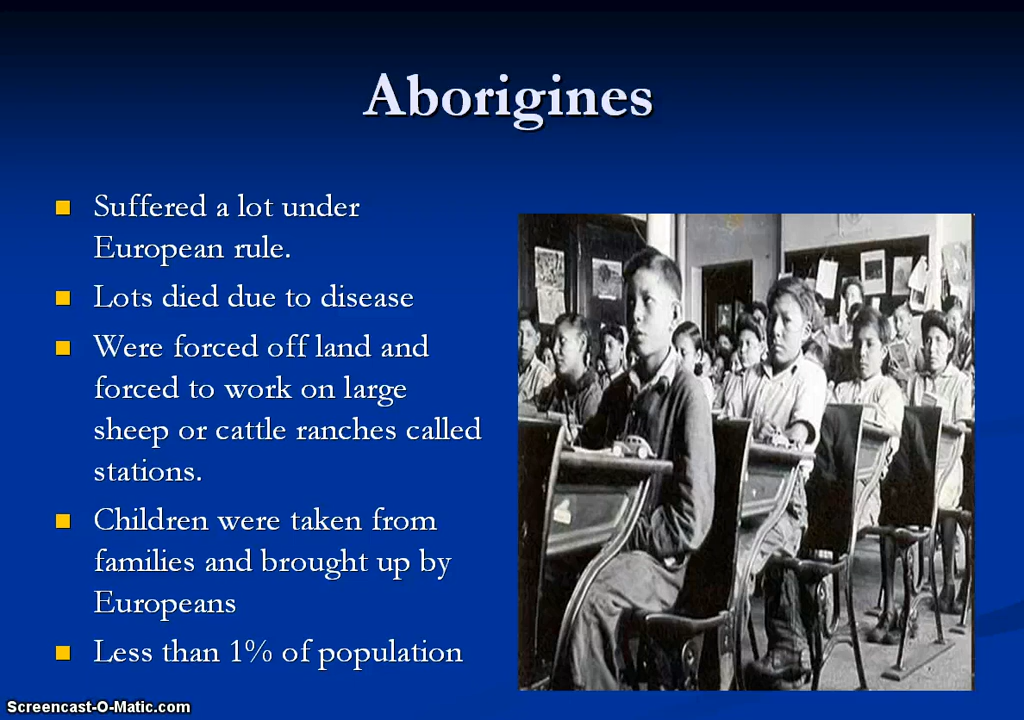 Aborigines
Suffered a lot under
European rule.
Lots died due to disease
Were forced off land and
forced to work on large
sheep or cattle ranches called
stations.
Children were taken from
families and brought up by
Europeans
Less than 1% of population
Screencast-O-Matic.com